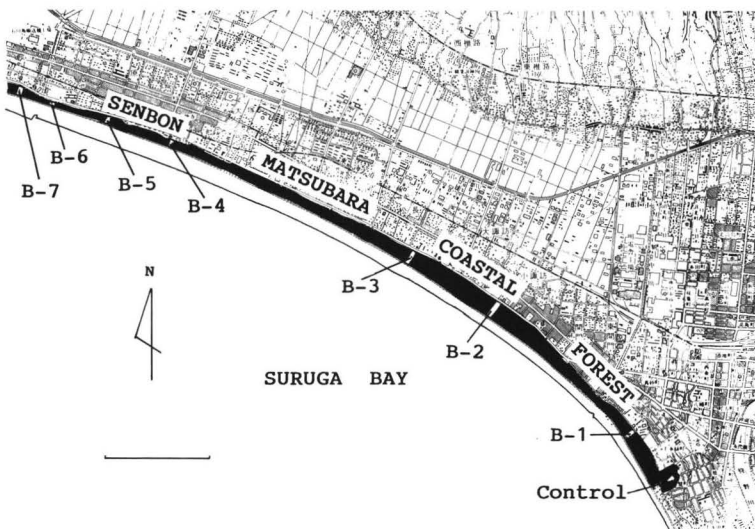 SENBON
MATSUBARA
COASTAL
FOREST
B-7
B-6
B-5
B-4
B-3
B-2
B-1
Control
N
SURUGA BAY